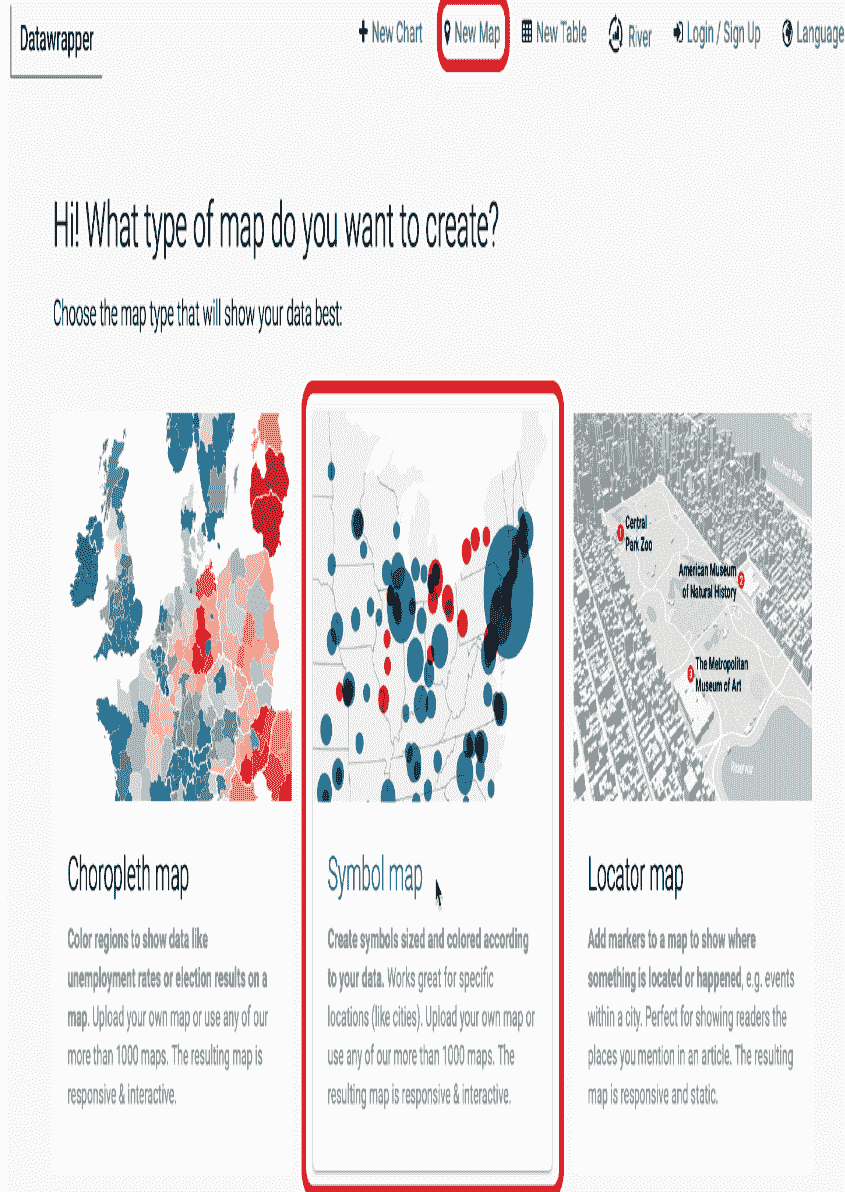 Datawrapper
New Chart
New Map
New Table
River
Login / Sign Up
Language
Hi! What type of map do you want to create?
Choose the map type that will show your data best:
1
Central
Park Zoo
American Museum
of Natural History
2
3
The Metropolitan
Museum of Art
Hudson River
Reservoir
Choropleth map
Color regions to show data like
unemployment rates or election results on a
map. Upload your own map or use any of our
more than 1000 maps. The resulting map is
responsive & interactive.
Symbol map
Create symbols sized and colored according
to your data. Works great for specific
locations (like cities). Upload your own map or
use any of our more than 1000 maps. The
resulting map is responsive & interactive.
Locator map
Add markers to a map to show where
something is located or happened, e.g. events
within a city. Perfect for showing readers the
places you mention in an article. The resulting
map is responsive and static.